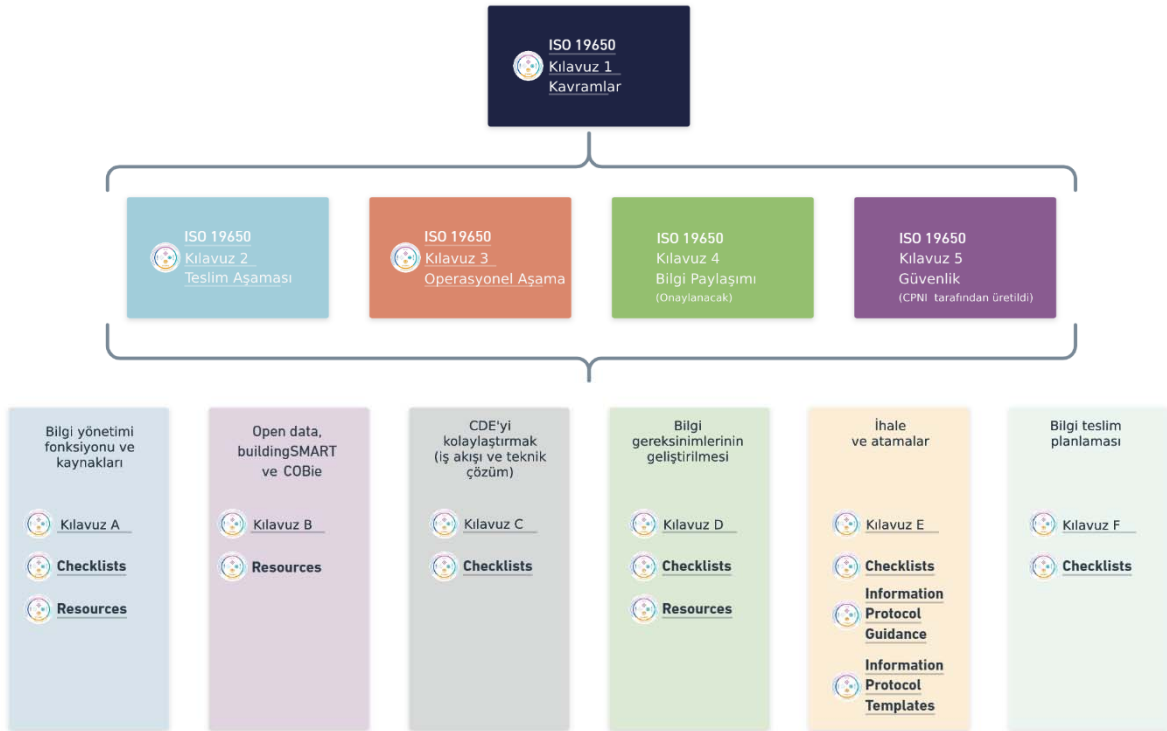 ISO 19650
Kılavuz 1
Kavramlar
ISO 19650
Kılavuz 2
Teslim Aşaması
ISO 19650
Kılavuz 3
Operasyonel Aşama
ISO 19650
Kılavuz 4
Bilgi Paylaşımı
(Onaylanacak)
ISO 19650
Kılavuz 5
Güvenlik
(CPNI tarafından üretildi)
Bilgi yönetimi
fonksiyonu ve
kaynakları
Kılavuz A
Checklists
Resources
Open data,
buildingSMART
ve COBie
Kılavuz B
Resources
CDE'yi
kolaylaştırmak
(iş akışı ve teknik
çözüm)
Kılavuz C
Checklists
Bilgi
gereksinimlerinin
geliştirilmesi
Kılavuz D
Checklists
Resources
İhale
ve atamalar
Kılavuz E
Checklists
Information
Protocol
Guidance
Information
Protocol
Templates
Bilgi teslim
planlaması
Kılavuz F
Checklists